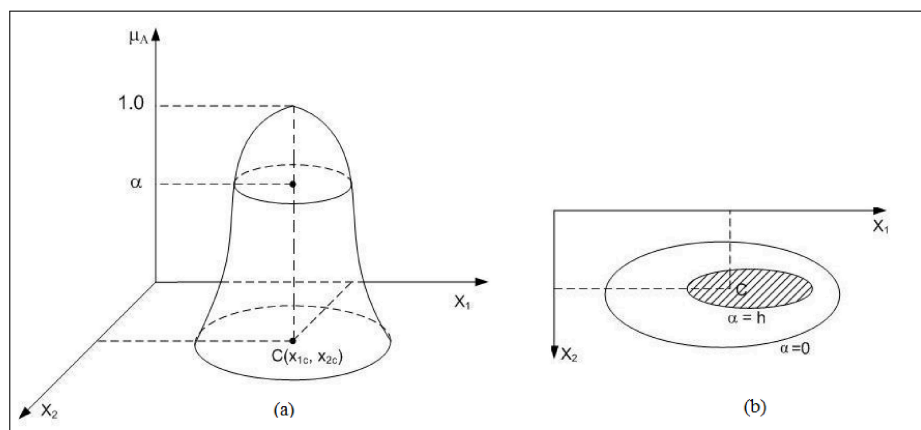 μA
1.0
α
X1
C(x1c, x2c)
X2
(a)
X1
C
α = h
α =0
X2
(b)